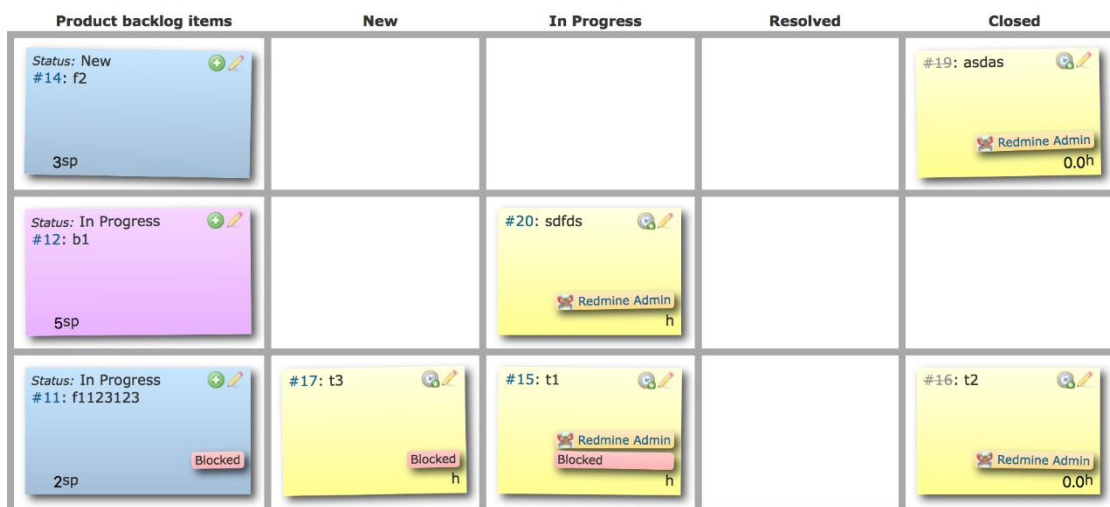 Product backlog items New In Progress Resolved Closed
Status: New
#14: f2
3sp
#19: asdas
Redmine Admin
0.0h
Status: In Progress
#12: b1
5sp
#20: sdfds
Redmine Admin
h
Status: In Progress
#11: f1123123
Blocked
2sp
#17: t3
Blocked
h
#15: t1
Redmine Admin
Blocked
h
#16: t2
Redmine Admin
0.0h